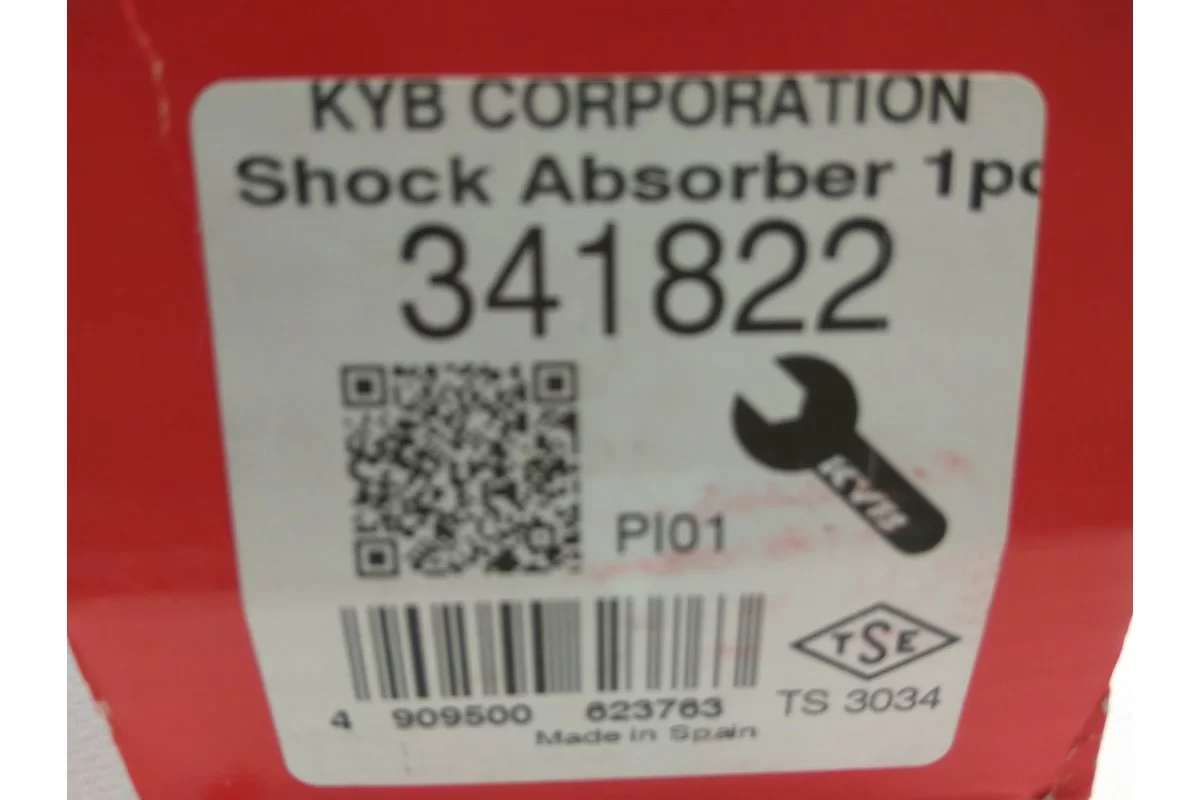 KYB CORPORATION
Shock Absorber 1pc
341822
KYB
PI01
TSE
TS 3034
4 909500 623763
Made in Spain